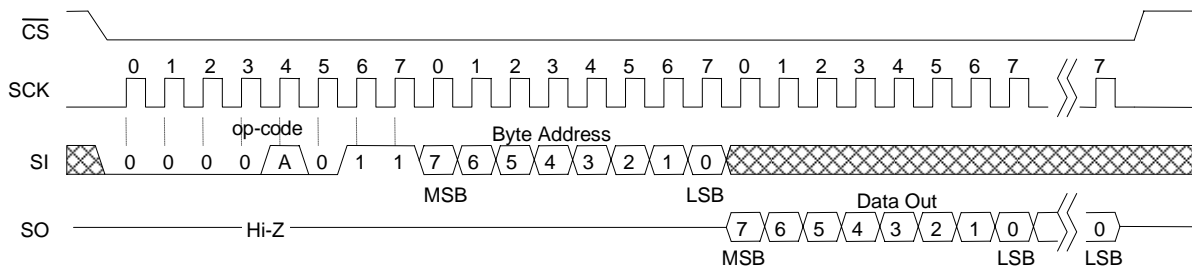 CS
0 1 2 3 4 5 6 7 0 1 2 3 4 5 6 7 0 1 2 3 4 5 6 7 7
SCK
op-code Byte Address
SI 0 0 0 0 A 0 1 1 7 6 5 4 3 2 1 0
MSB LSB
Data Out
SO Hi-Z 7 6 5 4 3 2 1 0 0
MSB LSB LSB